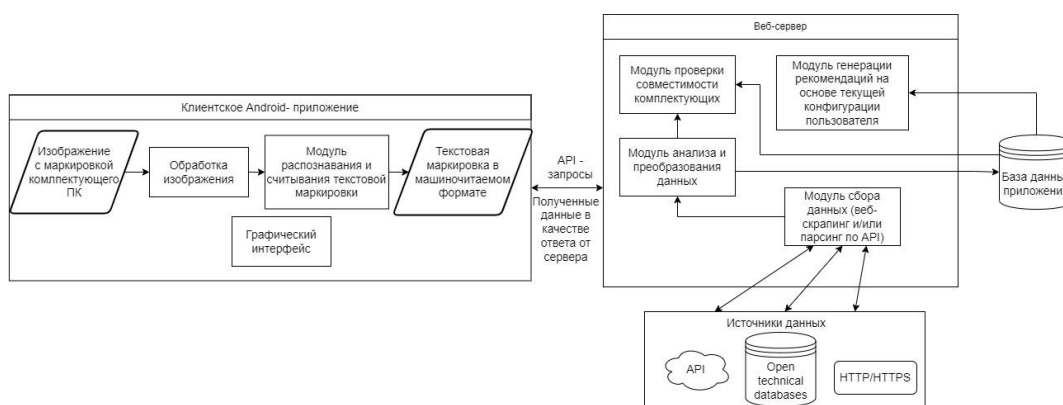 Клиентское Android- приложение
Изображение
с маркировкой
комплектующего
ПК
Обработка
изображения
Модуль
распознавания и
считывания текстовой
маркировки
Текстовая
маркировка в
машиночитаемом
формате
Графический
интерфейс
API -
запросы
Полученные
данные в
качестве
ответа от
сервера
Веб-сервер
Модуль проверки
совместимости
комплектующих
Модуль генерации
рекомендаций на
основе текущей
конфигурации
пользователя
Модуль анализа и
преобразования
данных
Модуль сбора
данных (веб-
скрапинг и/или
парсинг по API)
База данных
приложения
Источники данных
API
Open
technical
databases
HTTP/HTTPS